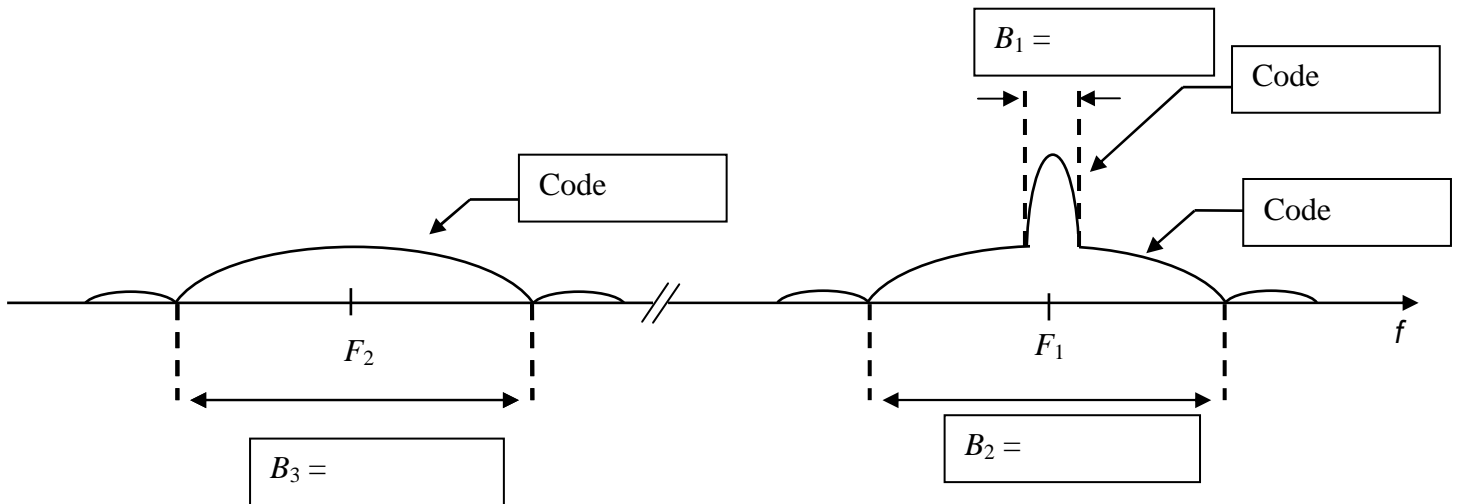 B₁ =
Code
Code
Code
F₂
F₁
f
B₃ =
B₂ =